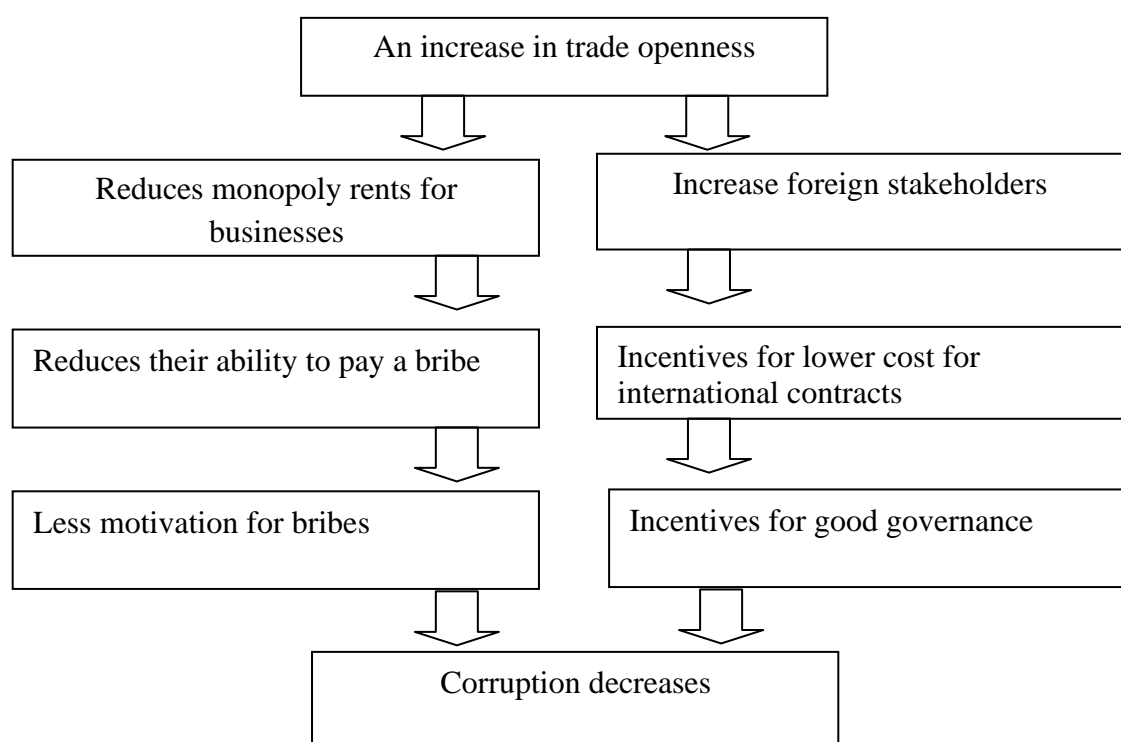 An increase in trade openness
Reduces monopoly rents for
businesses
Increase foreign stakeholders
Reduces their ability to pay a bribe
Incentives for lower cost for
international contracts
Less motivation for bribes
Incentives for good governance
Corruption decreases